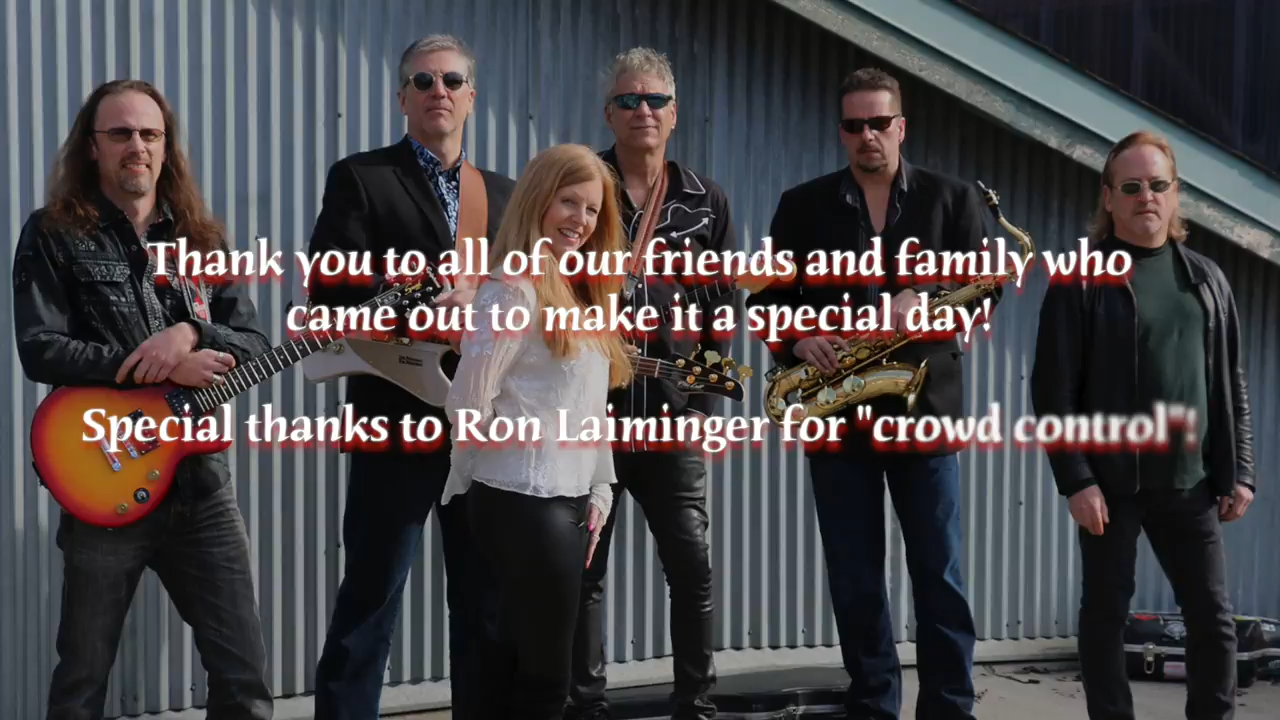 Thank you to all of our friends and family who
came out to make it a special day!
Special thanks to Ron Laiminger for "crowd control"!